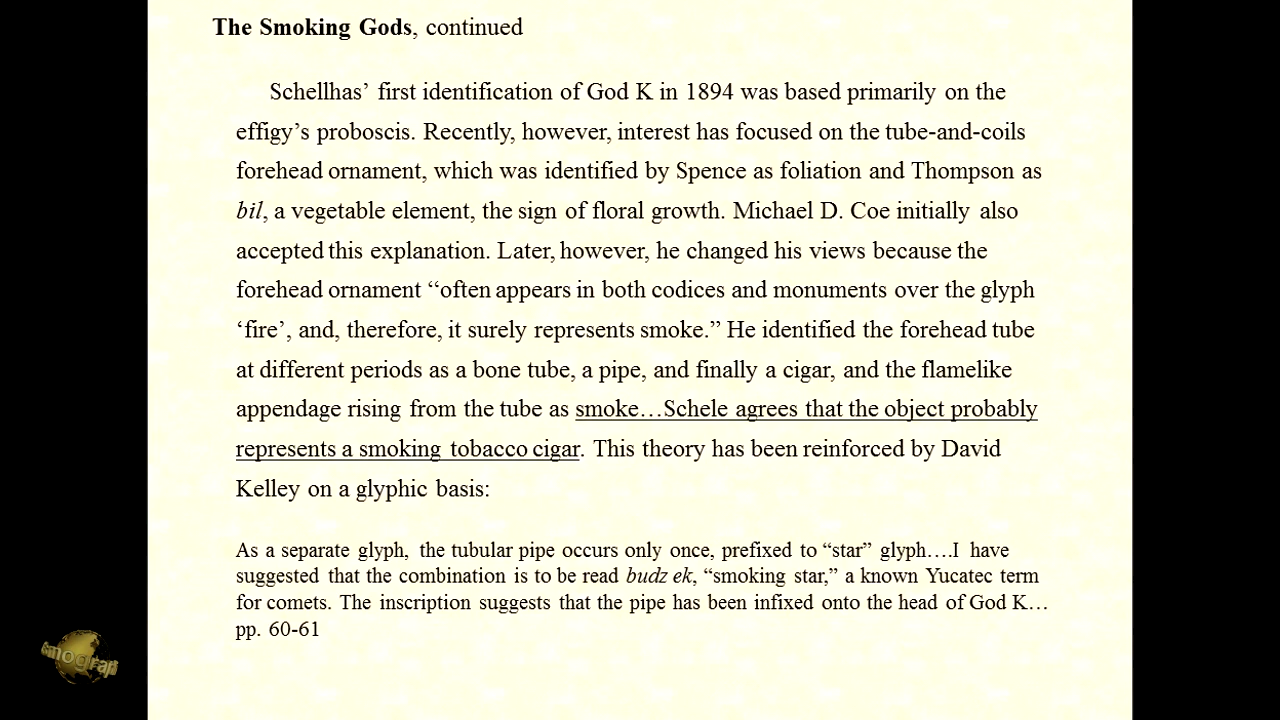 The Smoking Gods, continued
Schellhas’ first identification of God K in 1894 was based primarily on the
effigy’s proboscis. Recently, however, interest has focused on the tube-and-coils
forehead ornament, which was identified by Spence as foliation and Thompson as
bil, a vegetable element, the sign of floral growth. Michael D. Coe initially also
accepted this explanation. Later, however, he changed his views because the
forehead ornament ‘‘often appears in both codices and monuments over the glyph
‘fire’, and, therefore, it surely represents smoke.” He identified the forehead tube
at different periods as a bone tube, a pipe, and finally a cigar, and the flamelike
appendage rising from the tube as smoke…Schele agrees that the object probably
represents a smoking tobacco cigar. This theory has been reinforced by David
Kelley on a glyphic basis:
As a separate glyph, the tubular pipe occurs only once, prefixed to “star” glyph….I have
suggested that the combination is to be read budz ek, “smoking star,” a known Yucatec term
for comets. The inscription suggests that the pipe has been infixed onto the head of God K…
pp. 60-61